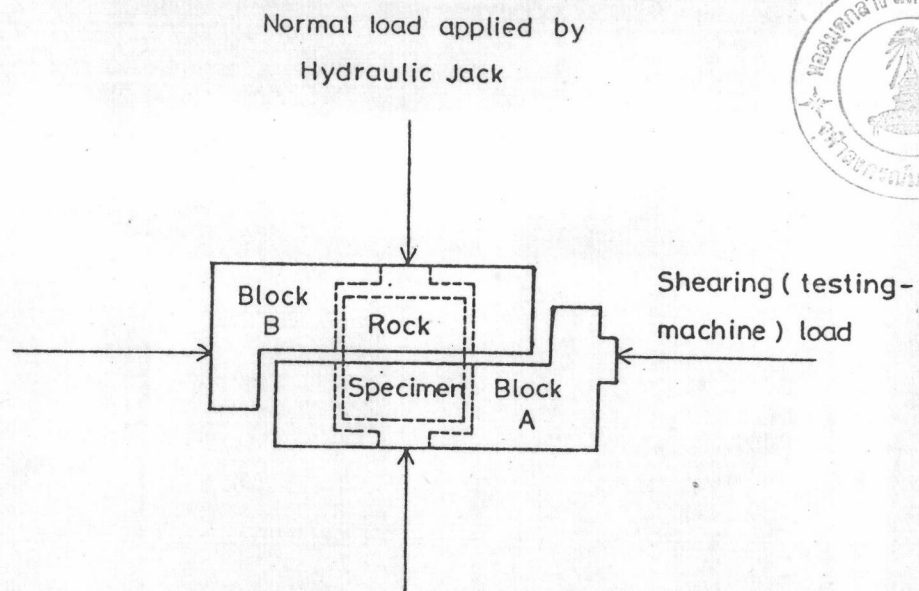 Normal load applied by
Hydraulic Jack
Block
B
Rock
Shearing ( testing-
machine ) load
Specimen
Block
A